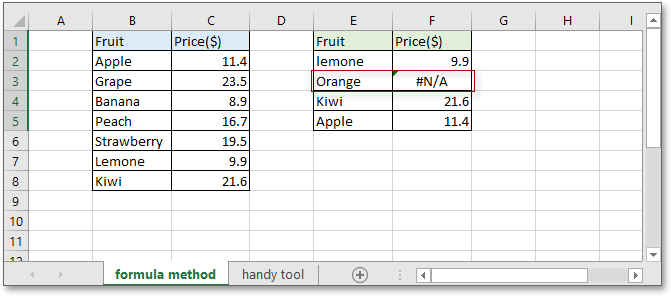 A B C D E F G H I
1 Fruit Price($) Fruit Price($)
2 Apple 11.4 lemone 9.9
3 Grape 23.5 Orange #N/A
4 Banana 8.9 Kiwi 21.6
5 Peach 16.7 Apple 11.4
6 Strawberry 19.5
7 Lemone 9.9
8 Kiwi 21.6
9
10
11
12
formula method handy tool